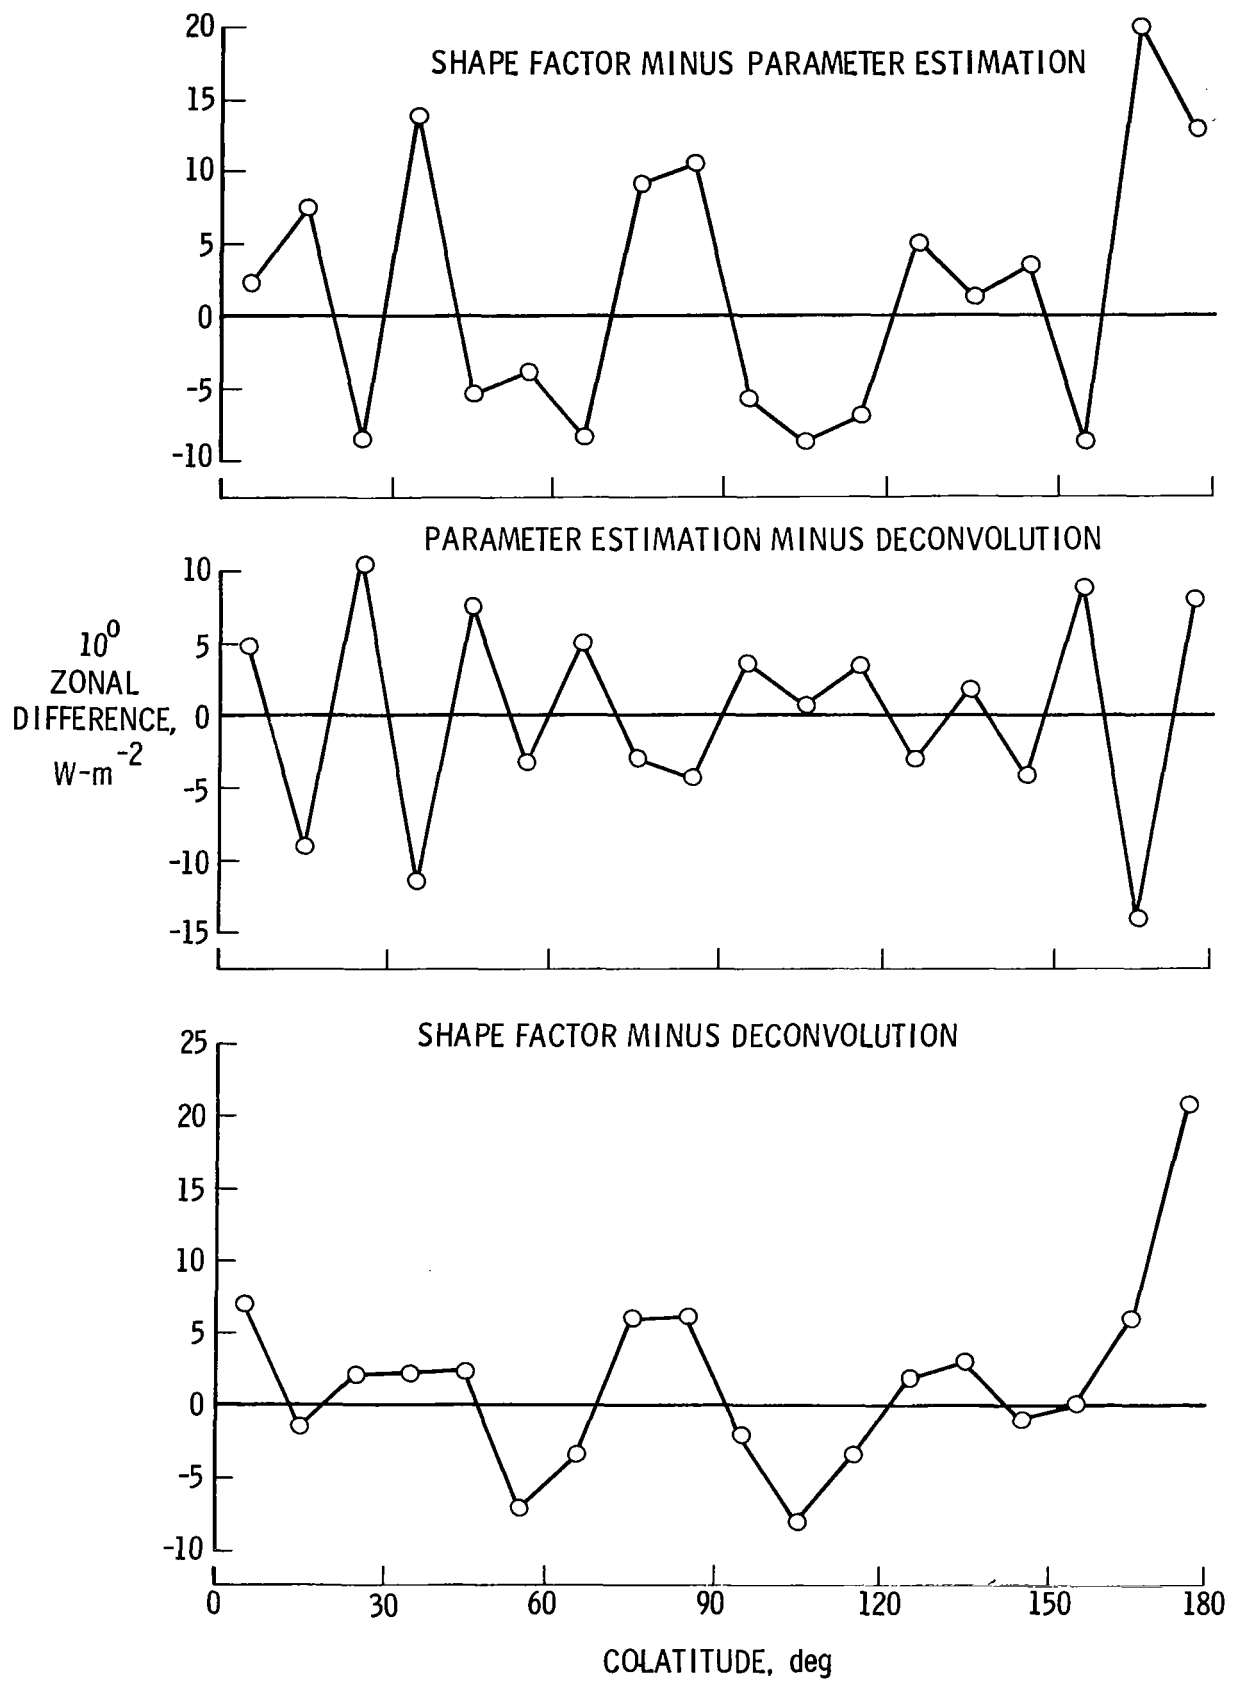 SHAPE FACTOR MINUS PARAMETER ESTIMATION
20
15
10
5
0
-5
-10
PARAMETER ESTIMATION MINUS DECONVOLUTION
10
5
0
-5
-10
-15
10⁰
ZONAL
DIFFERENCE,
W-m⁻²
SHAPE FACTOR MINUS DECONVOLUTION
25
20
15
10
5
0
-5
-10
0 30 60 90 120 150 180
COLATITUDE, deg